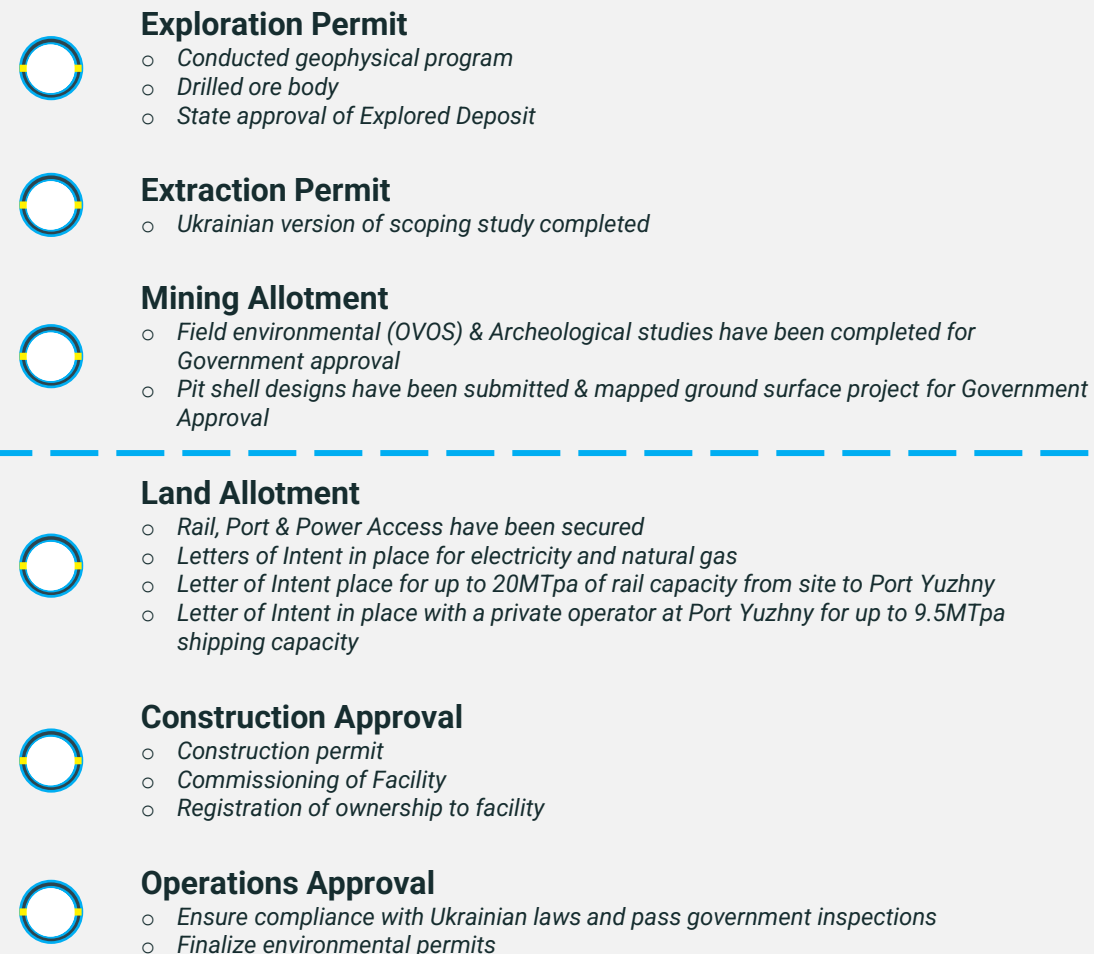 Exploration Permit
o Conducted geophysical program
o Drilled ore body
o State approval of Explored Deposit
Extraction Permit
o Ukrainian version of scoping study completed
Mining Allotment
o Field environmental (OVOS) & Archeological studies have been completed for
Government approval
o Pit shell designs have been submitted & mapped ground surface project for Government
Approval
Land Allotment
o Rail, Port & Power Access have been secured
o Letters of Intent in place for electricity and natural gas
o Letter of Intent place for up to 20MTpa of rail capacity from site to Port Yuzhny
o Letter of Intent in place with a private operator at Port Yuzhny for up to 9.5MTpa
shipping capacity
Construction Approval
o Construction permit
o Commissioning of Facility
o Registration of ownership to facility
Operations Approval
o Ensure compliance with Ukrainian laws and pass government inspections
o Finalize environmental permits